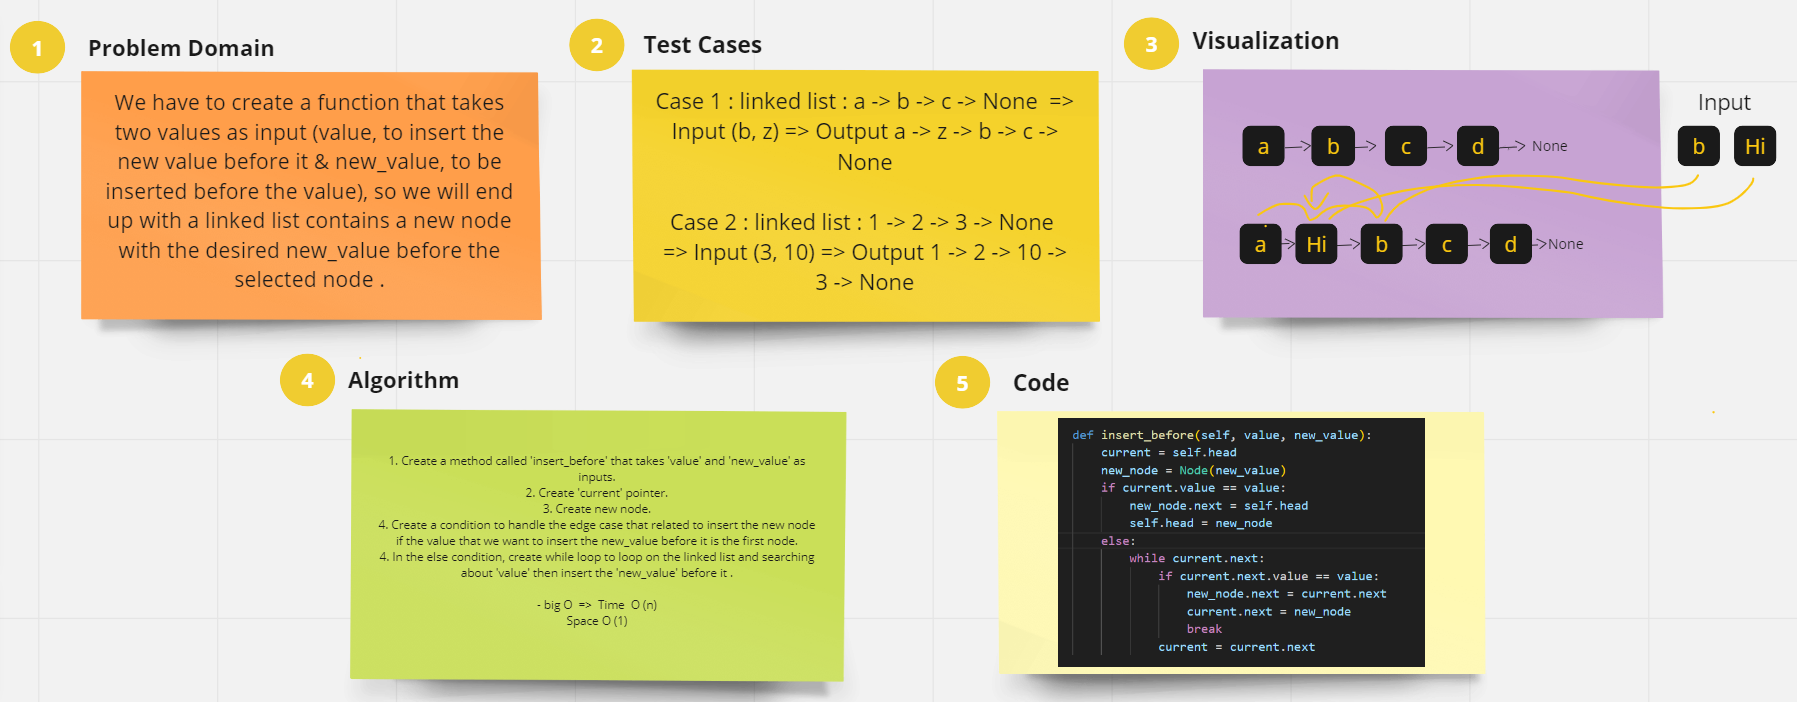 1
Problem Domain
We have to create a function that takes
two values as input (value, to insert the
new value before it & new_value, to be
inserted before the value), so we will end
up with a linked list contains a new node
with the desired new_value before the
selected node .
2
Test Cases
Case 1 : linked list : a -> b -> c -> None =>
Input (b, z) => Output a -> z -> b -> c ->
None
Case 2 : linked list : 1 -> 2 -> 3 -> None
=> Input (3, 10) => Output 1 -> 2 -> 10 ->
3 -> None
3
Visualization
Input
a b c d None b Hi
a Hi b c d None
4
Algorithm
1. Create a method called 'insert_before' that takes 'value' and 'new_value' as
inputs.
2. Create 'current' pointer.
3. Create new node.
4. Create a condition to handle the edge case that related to insert the new node
if the value that we want to insert the new_value before it is the first node.
4. In the else condition, create while loop to loop on the linked list and searching
about 'value' then insert the 'new_value' before it .
- big O => Time O (n)
Space O (1)
5
Code
def insert_before(self, value, new_value):
current = self.head
new_node = Node(new_value)
if current.value == value:
new_node.next = self.head
self.head = new_node
else:
while current.next:
if current.next.value == value:
new_node.next = current.next
current.next = new_node
break
current = current.next